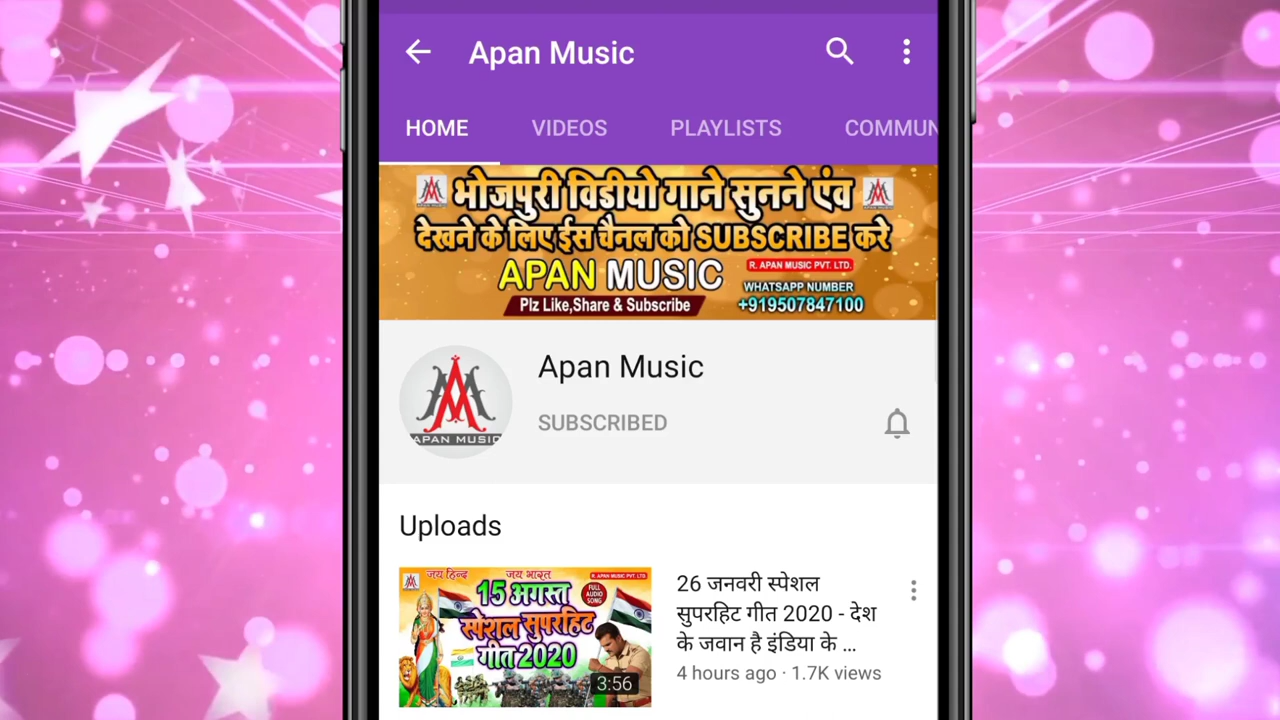 Apan Music
HOME VIDEOS PLAYLISTS COMMUN
भोजपुरी विडीयो गाने सुनने एंव
देखने के लिए ईस चैनल को SUBSCRIBE करे
APAN MUSIC
R. APAN MUSIC PVT. LTD.
WHATSAPP NUMBER
+919507847100
Plz Like,Share & Subscribe
Apan Music
SUBSCRIBED
APAN MUSIC
Uploads
जय हिन्द जय भारत
R. APAN MUSIC PVT. LTD
15 अगस्त
FULL
AUDIO
SONG
स्पेशल सुपरहिट
गीत 2020
3:56
26 जनवरी स्पेशल
सुपरहिट गीत 2020 - देश
के जवान है इंडिया के ...
4 hours ago · 1.7K views